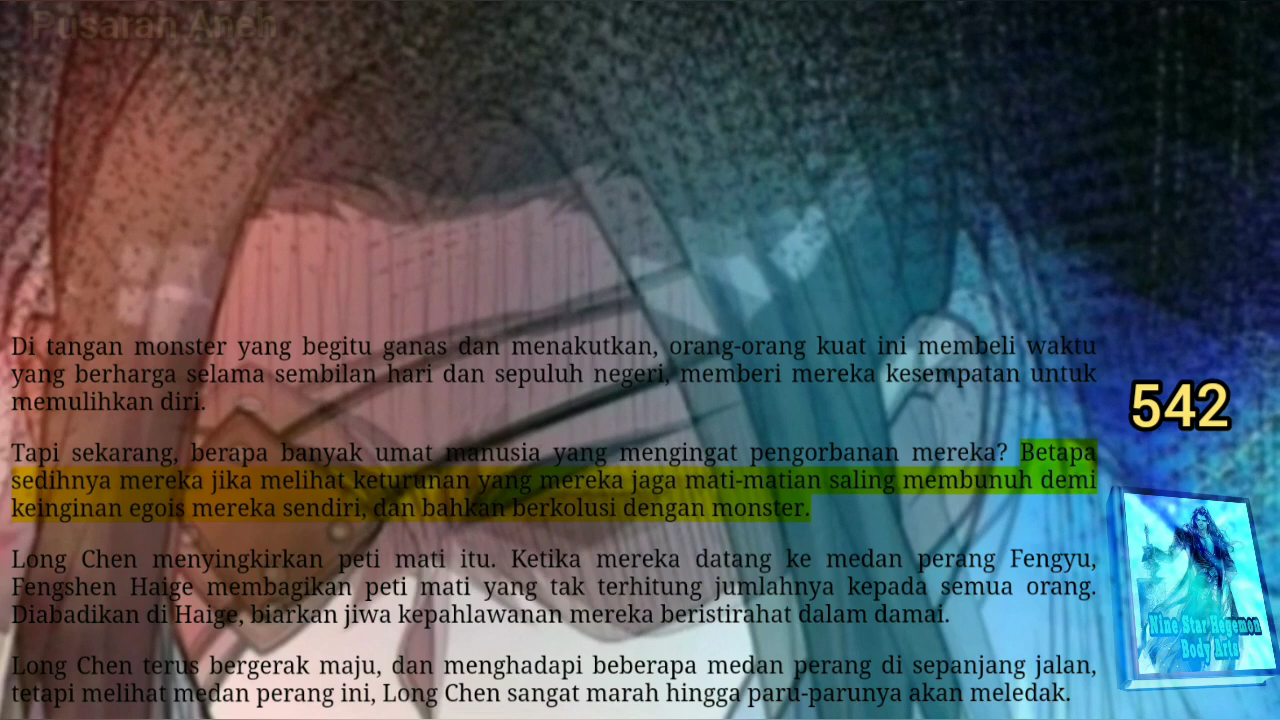 Pusaran Aneh
Di tangan monster yang begitu ganas dan menakutkan, orang-orang kuat ini membeli waktu
yang berharga selama sembilan hari dan sepuluh negeri, memberi mereka kesempatan untuk
memulihkan diri.
Tapi sekarang, berapa banyak umat manusia yang mengingat pengorbanan mereka? Betapa
sedihnya mereka jika melihat keturunan yang mereka jaga mati-matian saling membunuh demi
keinginan egois mereka sendiri, dan bahkan berkolusi dengan monster.
Long Chen menyingkirkan peti mati itu. Ketika mereka datang ke medan perang Fengyu,
Fengshen Haige membagikan peti mati yang tak terhitung jumlahnya kepada semua orang.
Diabadikan di Haige, biarkan jiwa kepahlawanan mereka beristirahat dalam damai.
Long Chen terus bergerak maju, dan menghadapi beberapa medan perang di sepanjang jalan,
tetapi melihat medan perang ini, Long Chen sangat marah hingga paru-parunya akan meledak.
542
Nine Star Hegemon
Body Arts